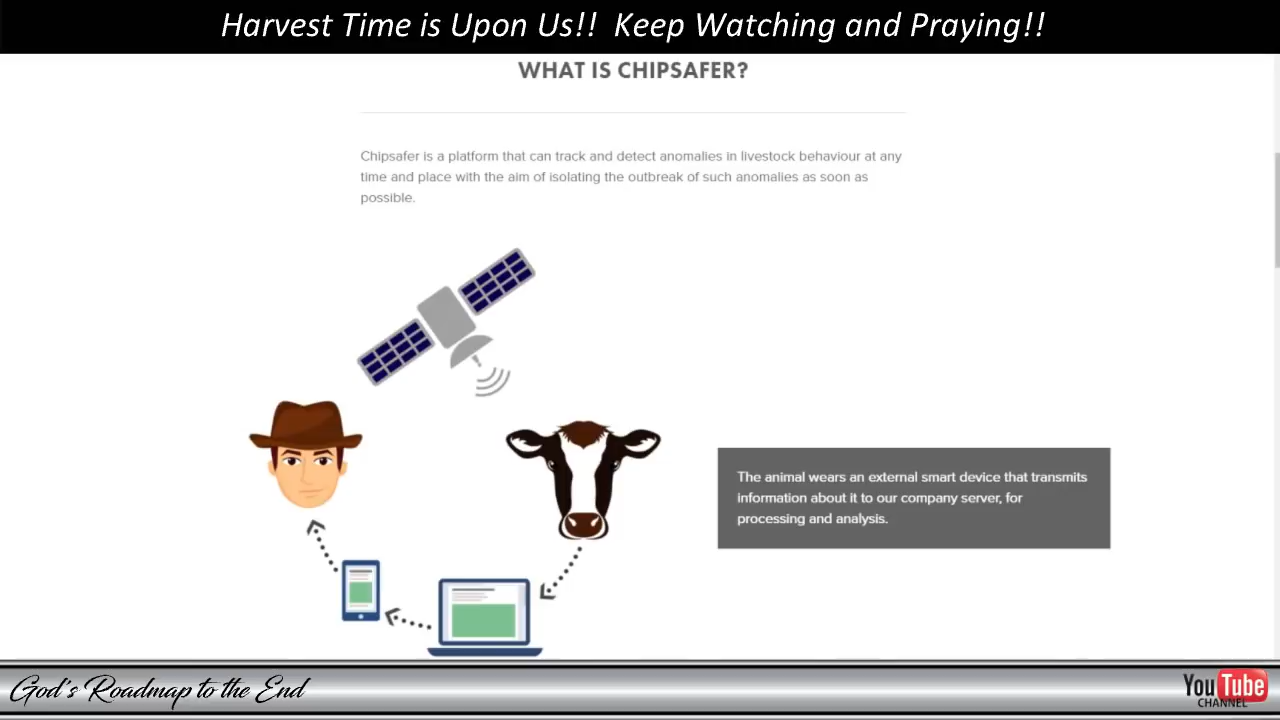 Harvest Time is Upon Us!!  Keep Watching and Praying!!
WHAT IS CHIPSAFER?
Chipsafer is a platform that can track and detect anomalies in livestock behaviour at any
time and place with the aim of isolating the outbreak of such anomalies as soon as
possible.
The animal wears an external smart device that transmits
information about it to our company server, for
processing and analysis.
God's Roadmap to the End
YouTube
CHANNEL